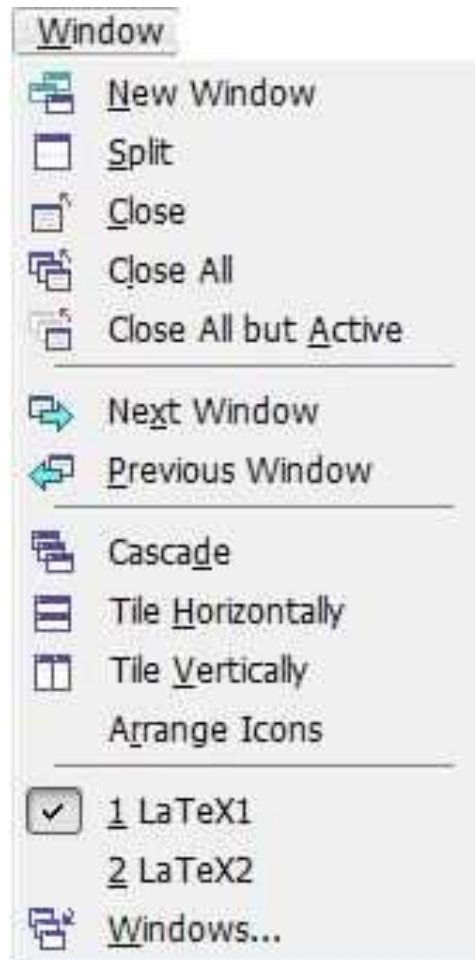 Window
New Window
Split
Close
Close All
Close All but Active
Next Window
Previous Window
Cascade
Tile Horizontally
Tile Vertically
Arrange Icons
1 LaTeX1
2 LaTeX2
Windows...